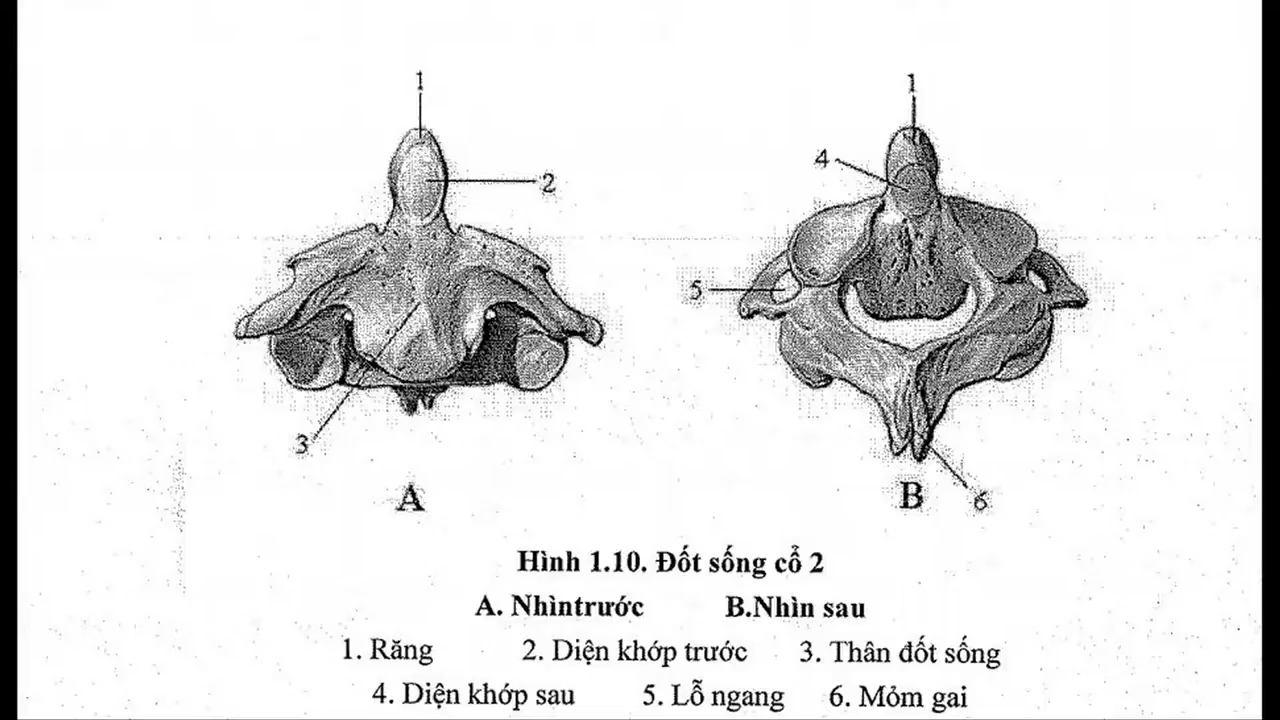 1 1
4
2
5
3
A B 6
Hình 1.10. Đốt sống cổ 2
A. Nhìntrước B.Nhìn sau
1. Răng 2. Diện khớp trước 3. Thân đốt sống
4. Diện khớp sau 5. Lỗ ngang 6. Mỏm gai